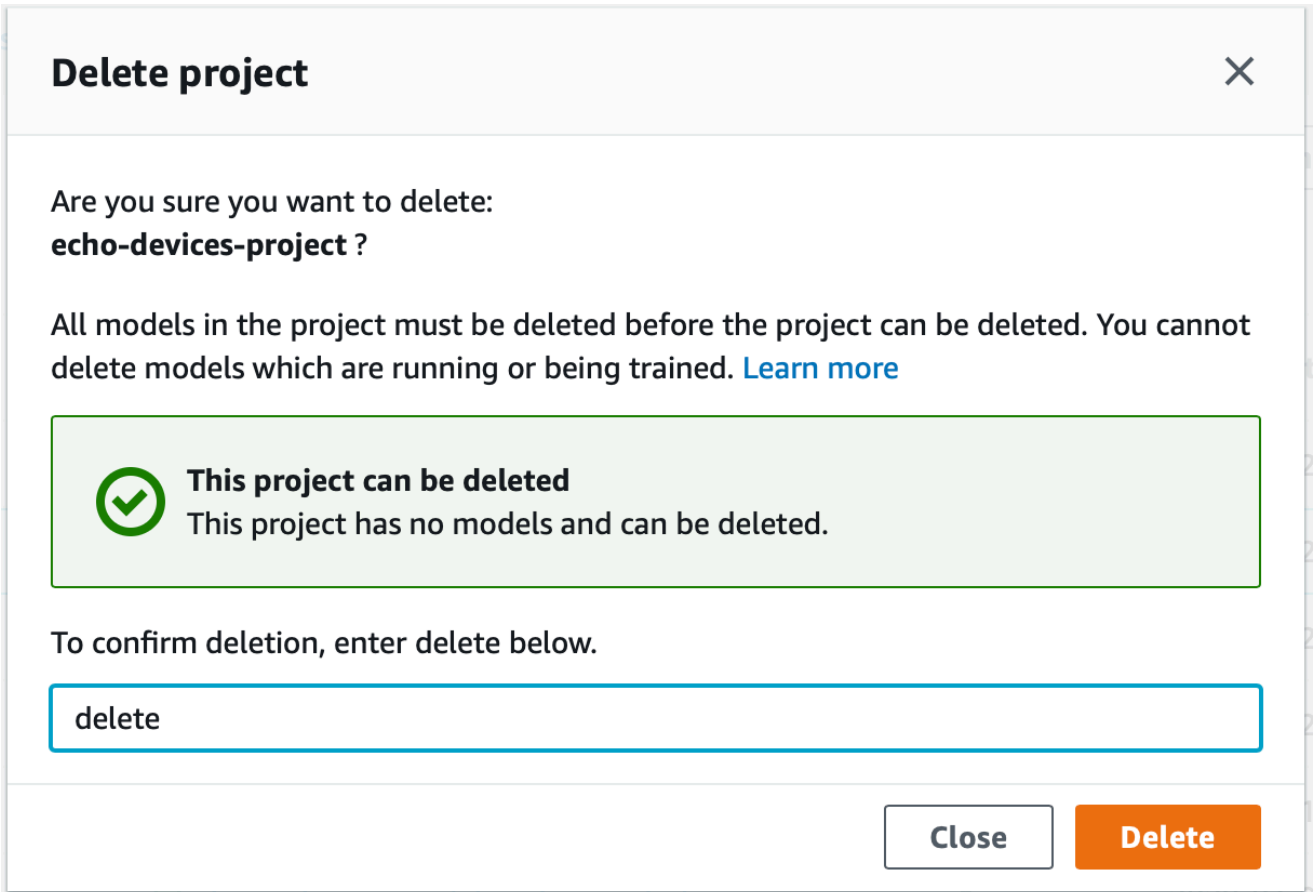 Delete project
Are you sure you want to delete:
echo-devices-project ?
All models in the project must be deleted before the project can be deleted. You cannot
delete models which are running or being trained. Learn more
This project can be deleted
This project has no models and can be deleted.
To confirm deletion, enter delete below.
delete
Close
Delete